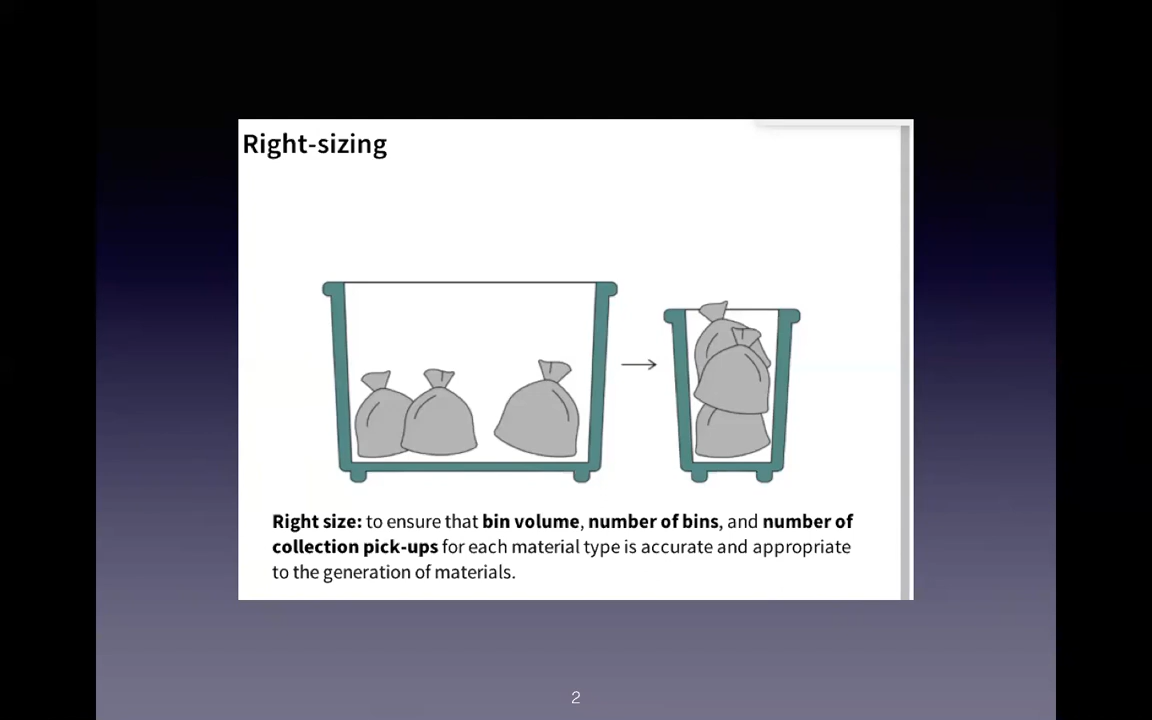 Right-sizing
Right size: to ensure that bin volume, number of bins, and number of
collection pick-ups for each material type is accurate and appropriate
to the generation of materials.
2